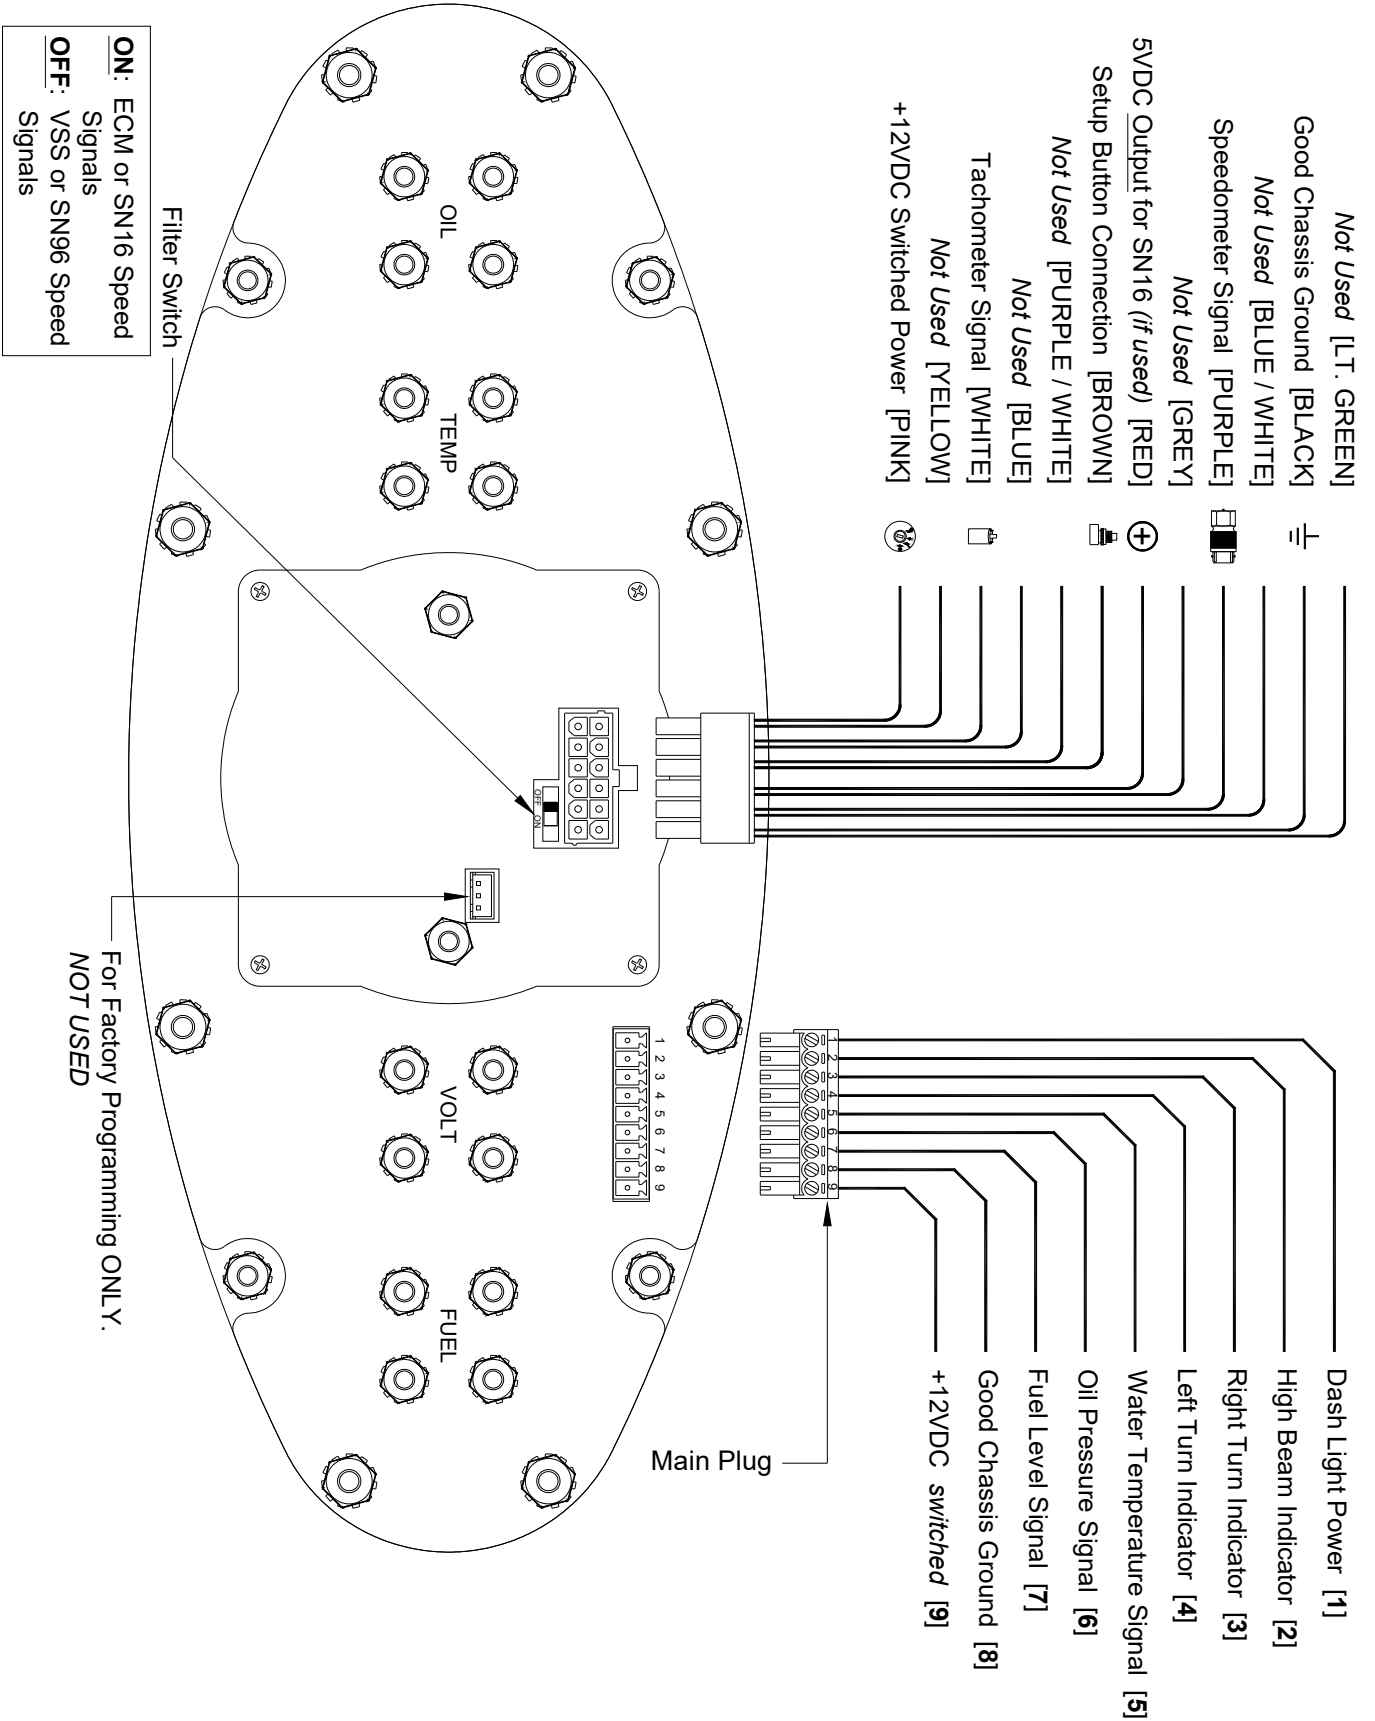 Not Used [LT. GREEN]
Good Chassis Ground [BLACK]
Not Used [BLUE / WHITE]
Speedometer Signal [PURPLE]
Not Used [GREY]
5VDC Output for SN16 (if used) [RED]
Setup Button Connection [BROWN]
Not Used [PURPLE / WHITE]
Not Used [BLUE]
Tachometer Signal [WHITE]
Not Used [YELLOW]
+12VDC Switched Power [PINK]
Dash Light Power [1]
High Beam Indicator [2]
Right Turn Indicator [3]
Left Turn Indicator [4]
Water Temperature Signal [5]
Oil Pressure Signal [6]
Fuel Level Signal [7]
Good Chassis Ground [8]
+12VDC switched [9]
Main Plug
1 2 3 4 5 6 7 8 9
1 2 3 4 5 6 7 8 9
OFF ON
OIL
TEMP
VOLT
FUEL
Filter Switch
ON: ECM or SN16 Speed
Signals
OFF: VSS or SN96 Speed
Signals
For Factory Programming ONLY.
NOT USED